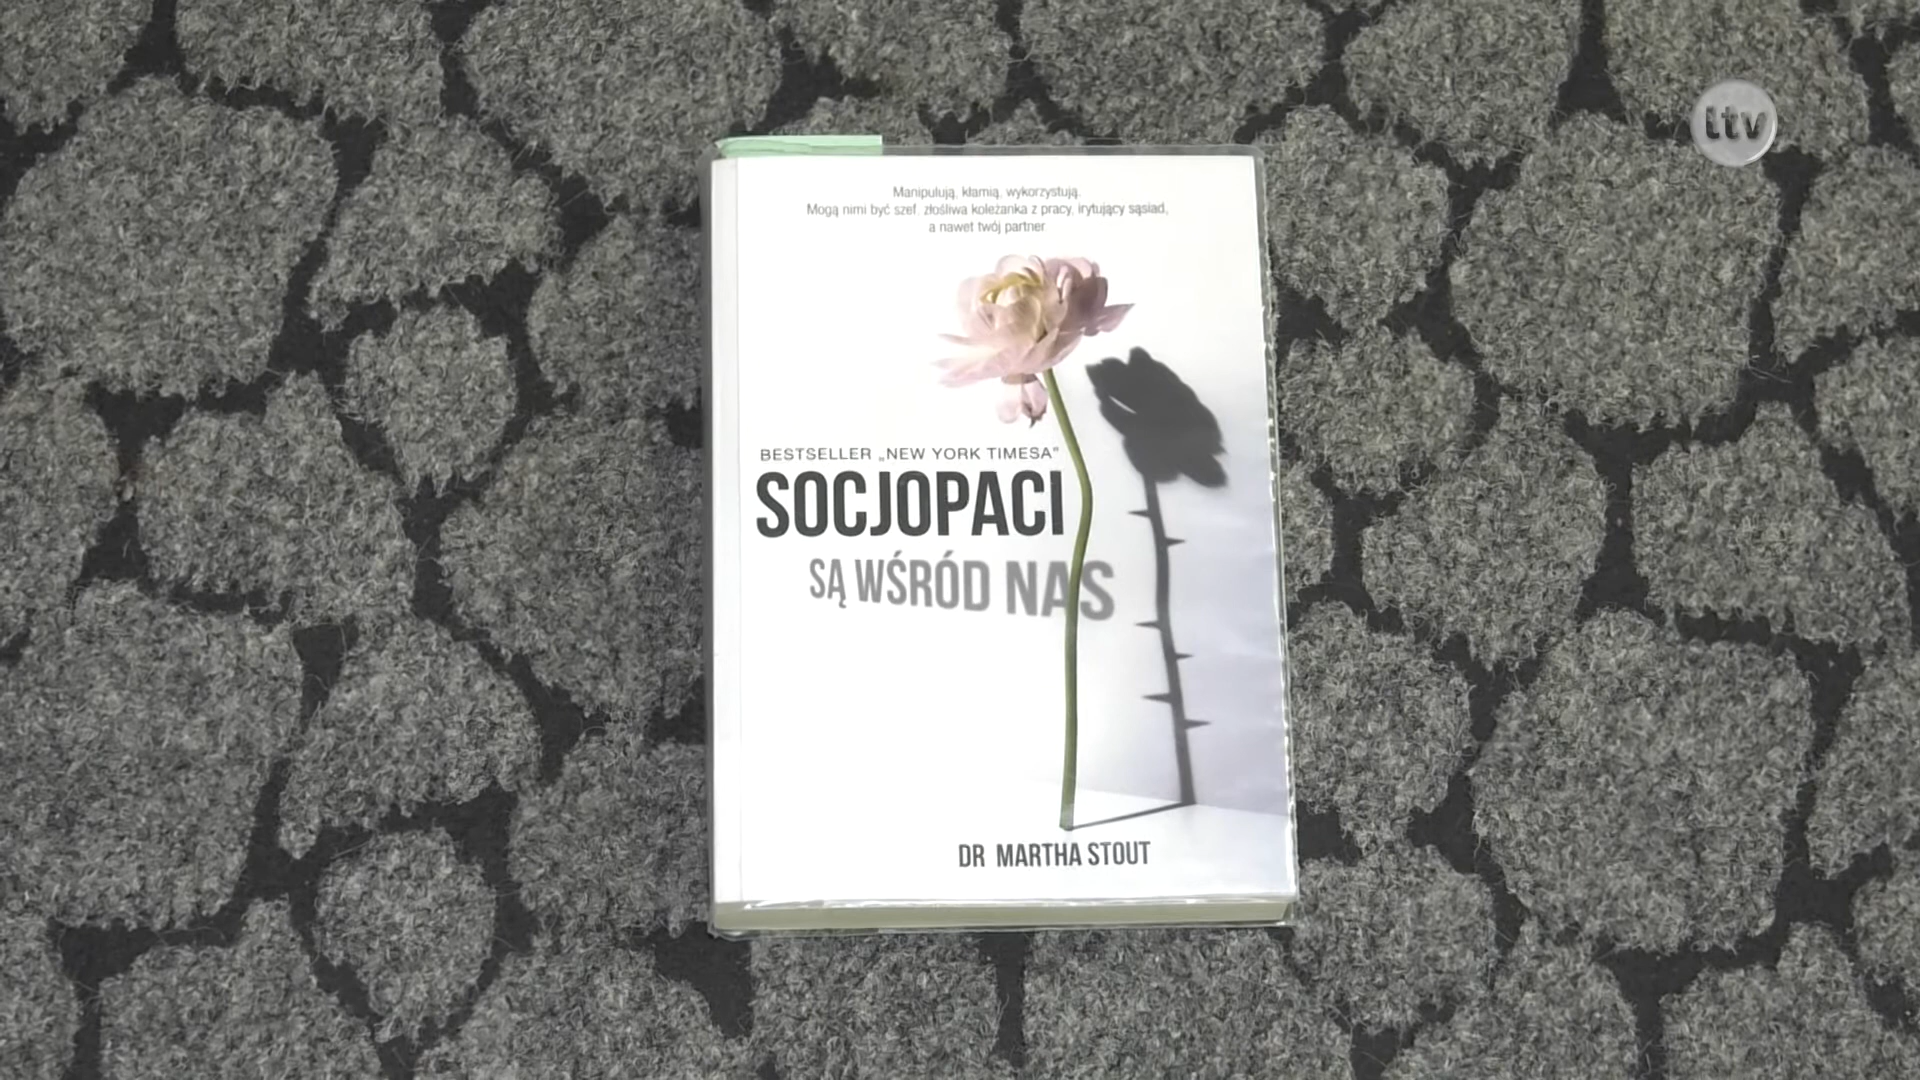 ltv
Manipulują, kłamią, wykorzystują.
Mogą nimi być szef, złośliwa koleżanka z pracy, irytujący sąsiad,
a nawet twój partner
BESTSELLER „NEW YORK TIMESA"
SOCJOPACI
SĄ WŚRÓD NAS
DR MARTHA STOUT